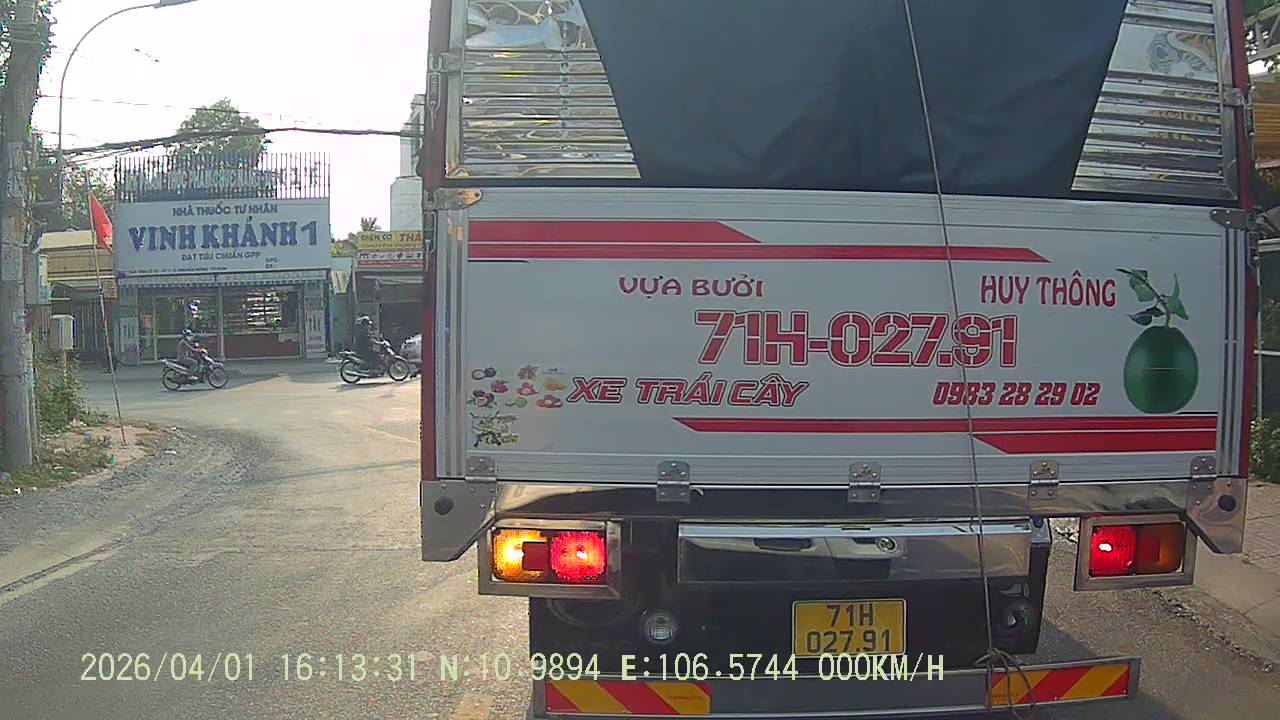 NHÀ THUỐC TƯ NHÂN
VINH KHÁNH 1
ĐẠT TIÊU CHUẨN GPP
ĐIỆN CƠ
VỰA BƯỞI
HUY THÔNG
71H-027.91
XE TRÁI CÂY
0983 28 29 02
71H
027.91
2026/04/01 16:13:31 N:10.9894 E:106.5744 000KM/H